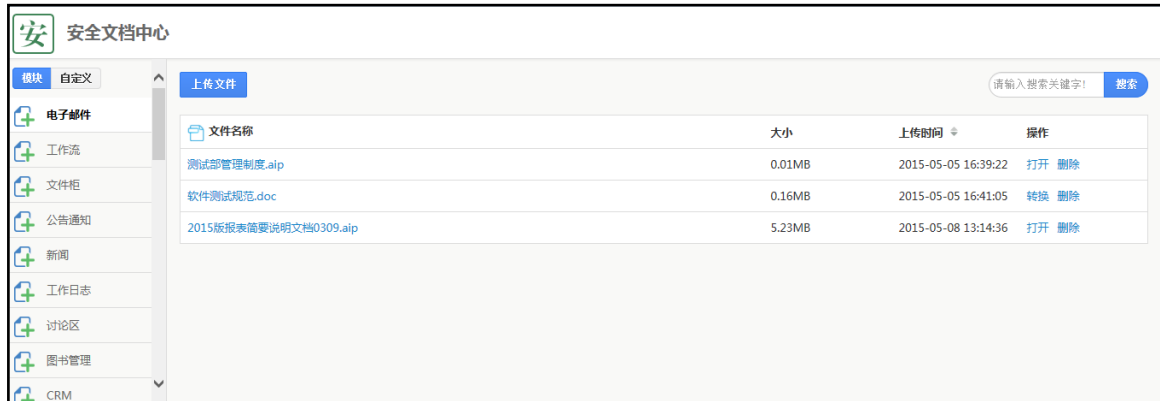 安 安全文档中心
模块 自定义
上传文件 请输入搜索关键字! 搜索
电子邮件
工作流
文件柜
公告通知
新闻
工作日志
讨论区
图书管理
CRM
文件名称 大小 上传时间 操作
测试部管理制度.aip 0.01MB 2015-05-05 16:39:22 打开 删除
软件测试规范.doc 0.16MB 2015-05-05 16:41:05 转换 删除
2015版报表简要说明文档0309.aip 5.23MB 2015-05-08 13:14:36 打开 删除